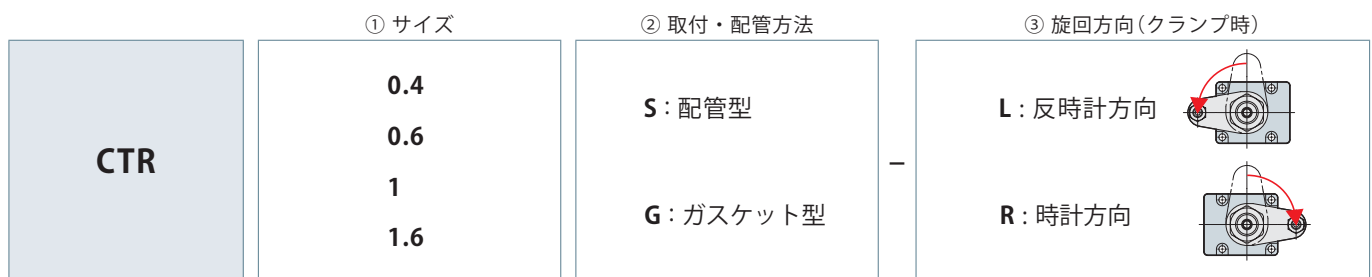 ① サイズ
② 取付・配管方法
③ 旋回方向(クランプ時)
CTR
0.4
0.6
1
1.6
S：配管型
G：ガスケット型
–
L : 反時計方向
R : 時計方向